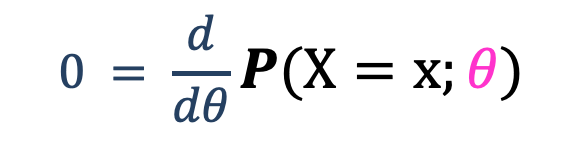 0 = d/dθ P(X = x; θ)